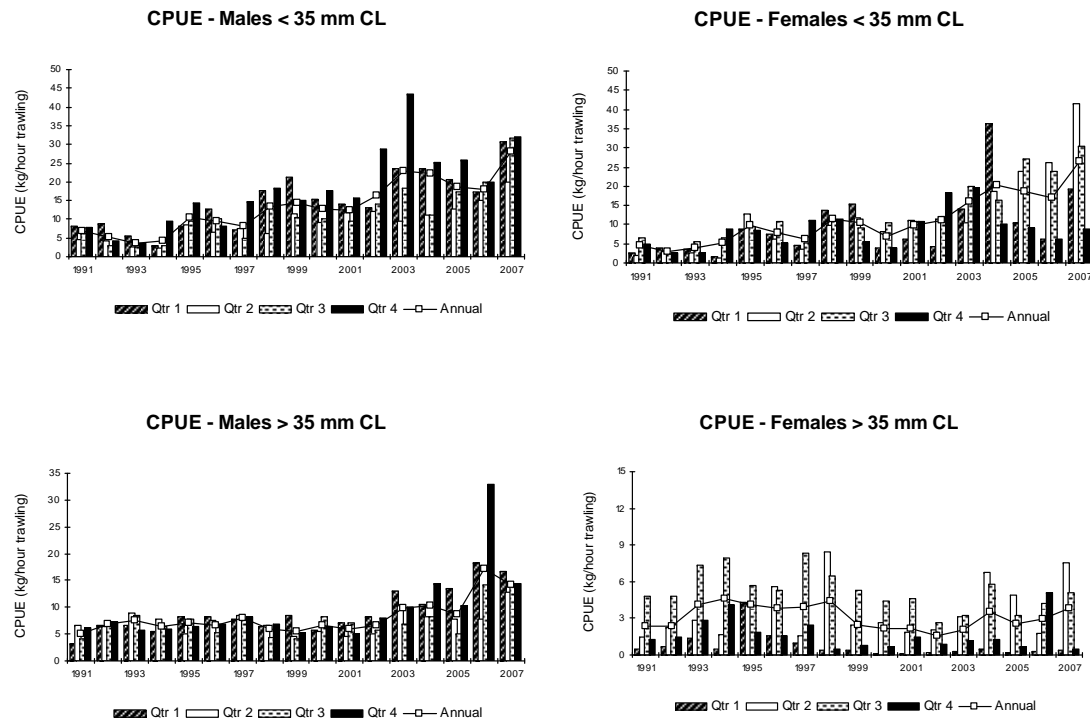 CPUE - Males < 35 mm CL
CPUE (kg/hour trawling)
50
45
40
35
30
25
20
15
10
5
0
1991 1993 1995 1997 1999 2001 2003 2005 2007
Qtr 1 Qtr 2 Qtr 3 Qtr 4 Annual
CPUE - Females < 35 mm CL
CPUE (kg/hour trawling)
50
45
40
35
30
25
20
15
10
5
0
1991 1993 1995 1997 1999 2001 2003 2005 2007
Qtr 1 Qtr 2 Qtr 3 Qtr 4 Annual
CPUE - Males > 35 mm CL
CPUE (kg/hour trawling)
35
30
25
20
15
10
5
0
1991 1993 1995 1997 1999 2001 2003 2005 2007
Qtr 1 Qtr 2 Qtr 3 Qtr 4 Annual
CPUE - Females > 35 mm CL
CPUE (kg/hour trawling)
15
12
9
6
3
0
1991 1993 1995 1997 1999 2001 2003 2005 2007
Qtr 1 Qtr 2 Qtr 3 Qtr 4 Annual